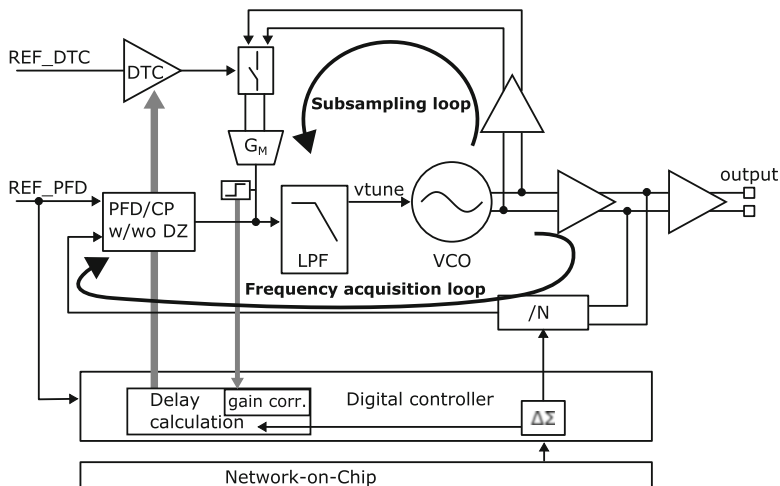 REF_DTC
DTC
Subsampling loop
G_M
REF_PFD
PFD/CP
w/wo DZ
vtune
LPF
VCO
output
Frequency acquisition loop
/N
Delay
calculation
gain corr.
Digital controller
ΔΣ
Network-on-Chip